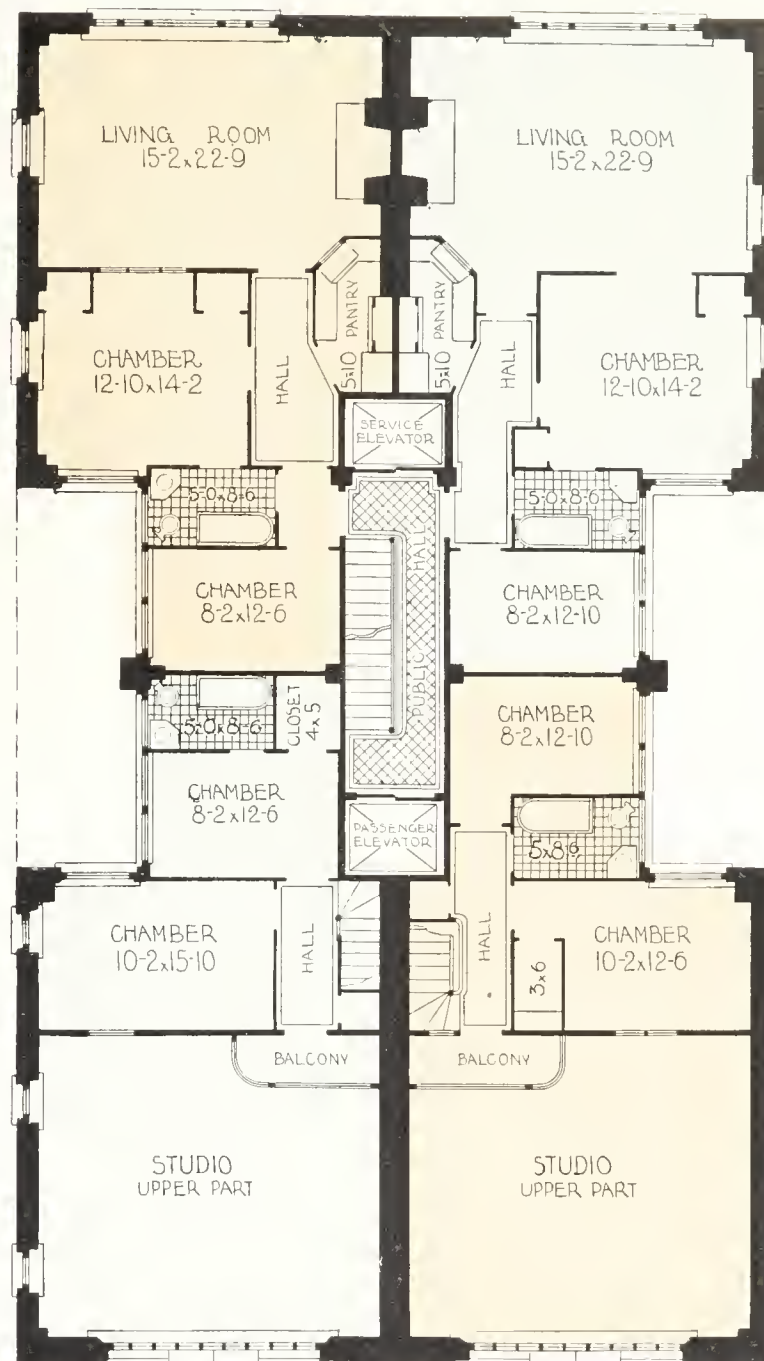 LIVING ROOM
15-2x22-9
LIVING ROOM
15-2x22-9
PANTRY
5x10
PANTRY
5x10
CHAMBER
12-10x14-2
HALL
HALL
CHAMBER
12-10x14-2
SERVICE
ELEVATOR
5-0x8-6
5-0x8-6
PUBLIC HALL
CHAMBER
8-2x12-6
CHAMBER
8-2x12-10
5-0x8-6
CLOSET
4x5
CHAMBER
8-2x12-10
CHAMBER
8-2x12-6
PASSENGER
ELEVATOR
5x8-6
CHAMBER
10-2x15-10
HALL
HALL
3x6
CHAMBER
10-2x12-6
BALCONY
BALCONY
STUDIO
UPPER PART
STUDIO
UPPER PART